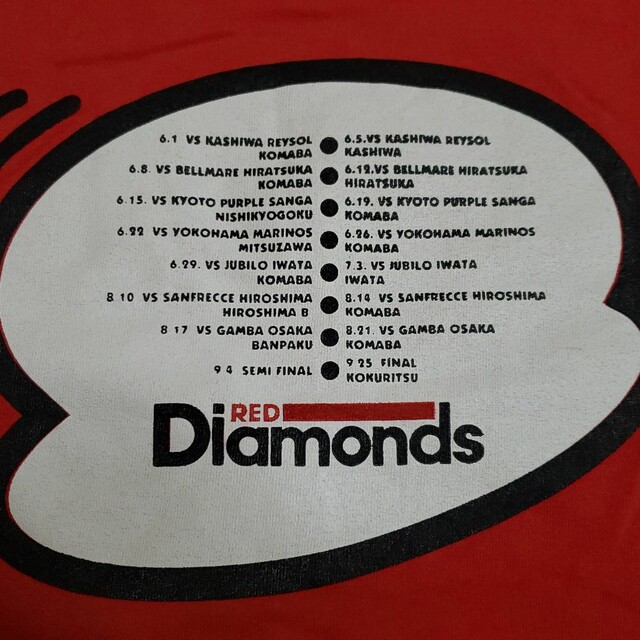 6.1 VS KASHIWA REYSOL
KOMABA
6.5.VS KASHIWA REYSOL
KASHIWA
6.8. VS BELLMARE HIRATSUKA
KOMABA
6.12.VS BELLMARE HIRATSUKA
HIRATSUKA
6.15. VS KYOTO PURPLE SANGA
NISHIKYOGOKU
6.19. VS KYOTO PURPLE SANGA
KOMABA
6.22 VS YOKOHAMA MARINOS
MITSUZAWA
6.26. VS YOKOHAMA MARINOS
KOMABA
6.29. VS JUBILO IWATA
KOMABA
7.3. VS JUBILO IWATA
IWATA
8 10 VS SANFRECCE HIROSHIMA
HIROSHIMA B
8.14 VS SANFRECCE HIROSHIMA
KOMABA
8 17 VS GAMBA OSAKA
BANPAKU
8.21. VS GAMBA OSAKA
KOMABA
9 4 SEMI FINAL
9 25 FINAL
KOKURITSU
RED
Diamonds